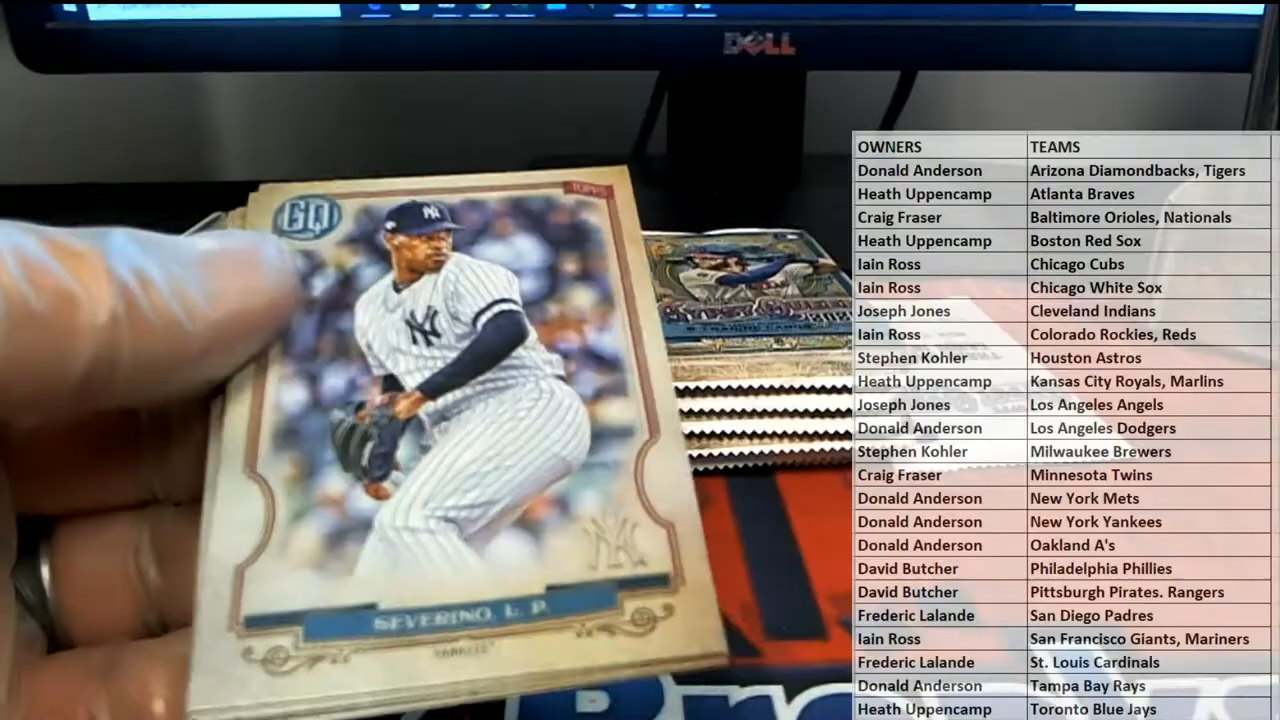 DELL
TOPPS
GQ
NY
NY
SEVERINO, L. P.
YANKEES
GYPSY QUEEN
OWNERS TEAMS
Donald Anderson Arizona Diamondbacks, Tigers
Heath Uppencamp Atlanta Braves
Craig Fraser Baltimore Orioles, Nationals
Heath Uppencamp Boston Red Sox
Iain Ross Chicago Cubs
Iain Ross Chicago White Sox
Joseph Jones Cleveland Indians
Iain Ross Colorado Rockies, Reds
Stephen Kohler Houston Astros
Heath Uppencamp Kansas City Royals, Marlins
Joseph Jones Los Angeles Angels
Donald Anderson Los Angeles Dodgers
Stephen Kohler Milwaukee Brewers
Craig Fraser Minnesota Twins
Donald Anderson New York Mets
Donald Anderson New York Yankees
Donald Anderson Oakland A's
David Butcher Philadelphia Phillies
David Butcher Pittsburgh Pirates. Rangers
Frederic Lalande San Diego Padres
Iain Ross San Francisco Giants, Mariners
Frederic Lalande St. Louis Cardinals
Donald Anderson Tampa Bay Rays
Heath Uppencamp Toronto Blue Jays